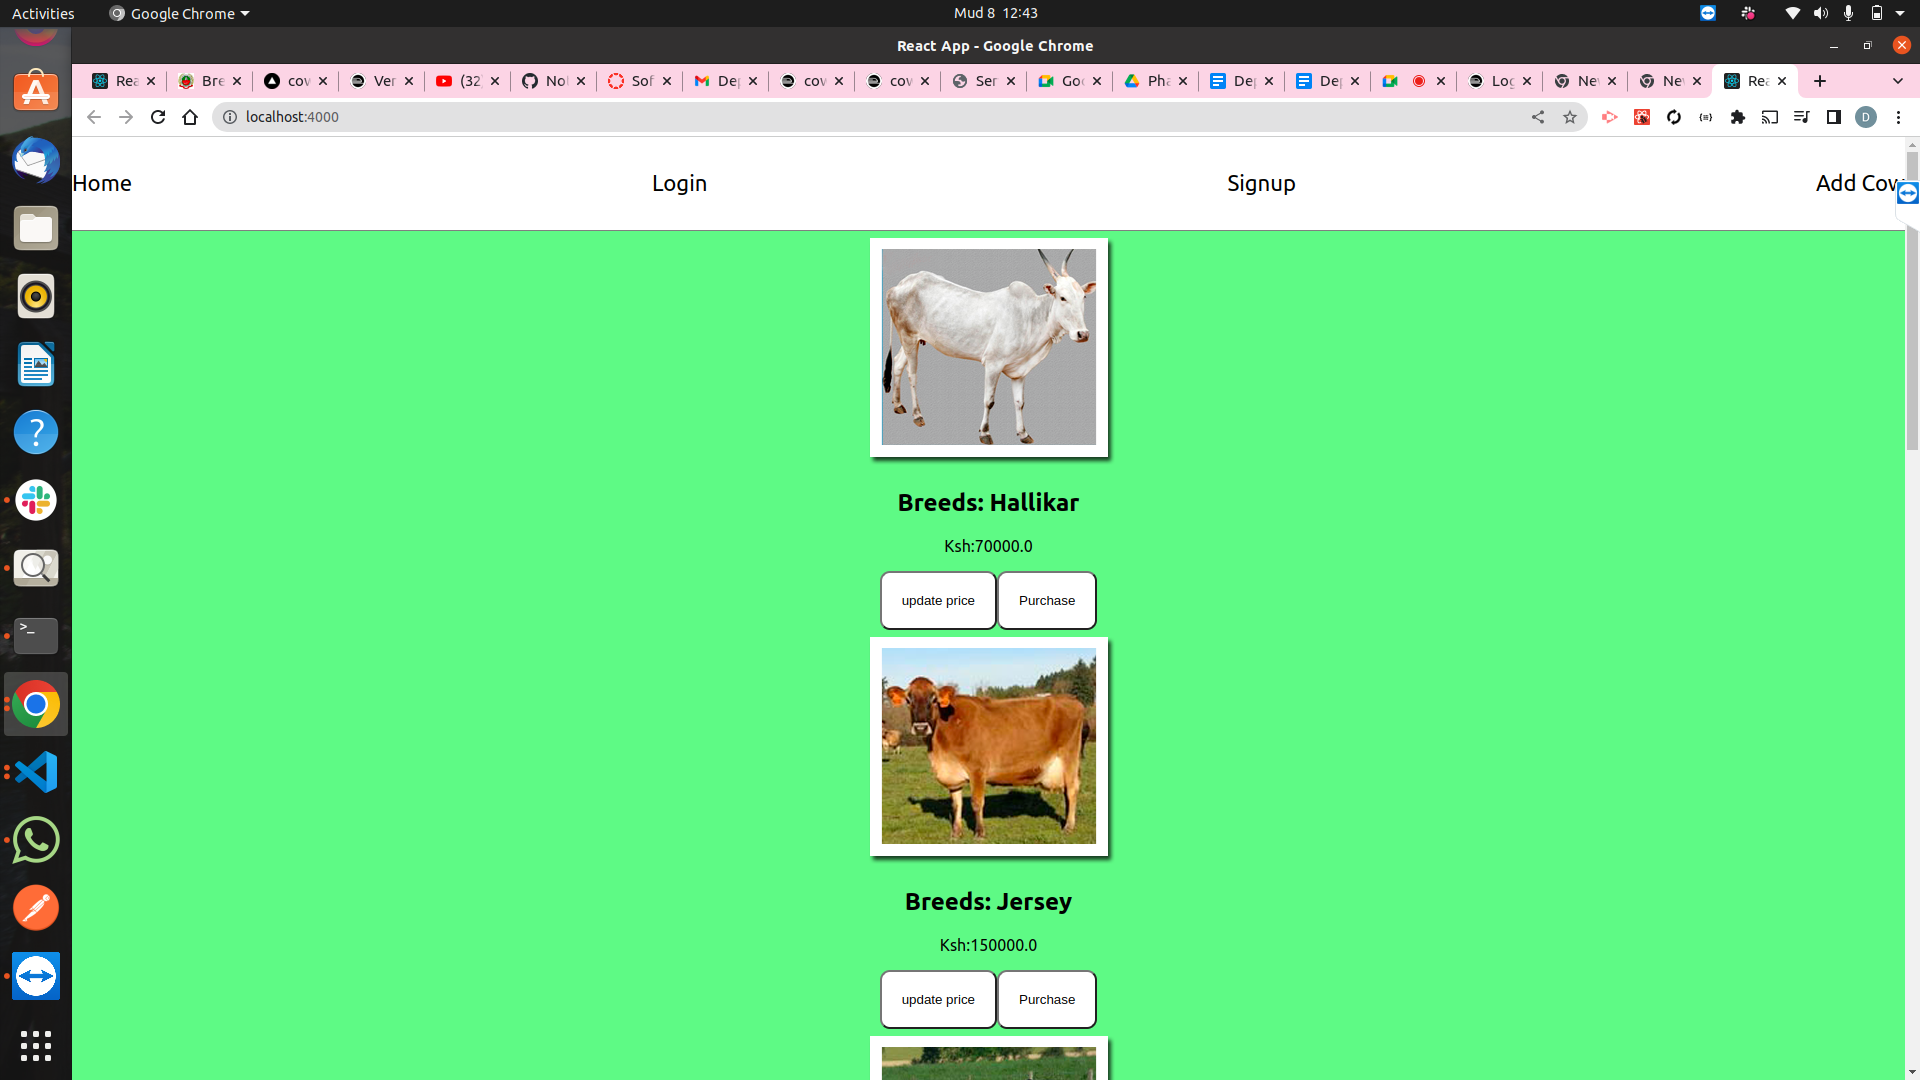 Activities
Google Chrome
Mud 8 12:43
React App - Google Chrome
Rea
Bre
cov
Ver
(32)
Nol
Sof
Dep
cov
cov
Ser
Goo
Pha
Dep
Dep
Log
Nev
Nev
Rea
localhost:4000
D
Home
Login
Signup
Add Cow
Breeds: Hallikar
Ksh:70000.0
update price
Purchase
Breeds: Jersey
Ksh:150000.0
update price
Purchase